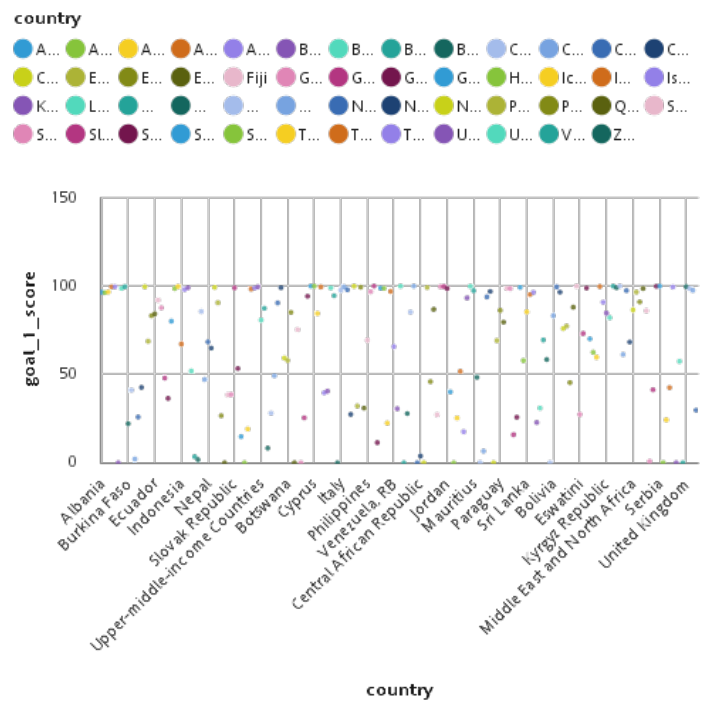 country
A... A... A... A... A... B... B... B... B... C... C... C... C...
C... E... E... E... Fiji G... G... G... G... H... Ic... I... Is...
K... L... ... ... ... ... N... N... N... P... P... Q... S...
S... Sl... S... S... S... T... T... T... U... U... V... Z...
150
100
50
0
goal_1_score
Albania
Burkina Faso
Ecuador
Indonesia
Nepal
Slovak Republic
Upper-middle-income Countries
Botswana
Cyprus
Italy
Philippines
Venezuela, RB
Central African Republic
Jordan
Mauritius
Paraguay
Sri Lanka
Bolivia
Eswatini
Kyrgyz Republic
Middle East and North Africa
Serbia
United Kingdom
country